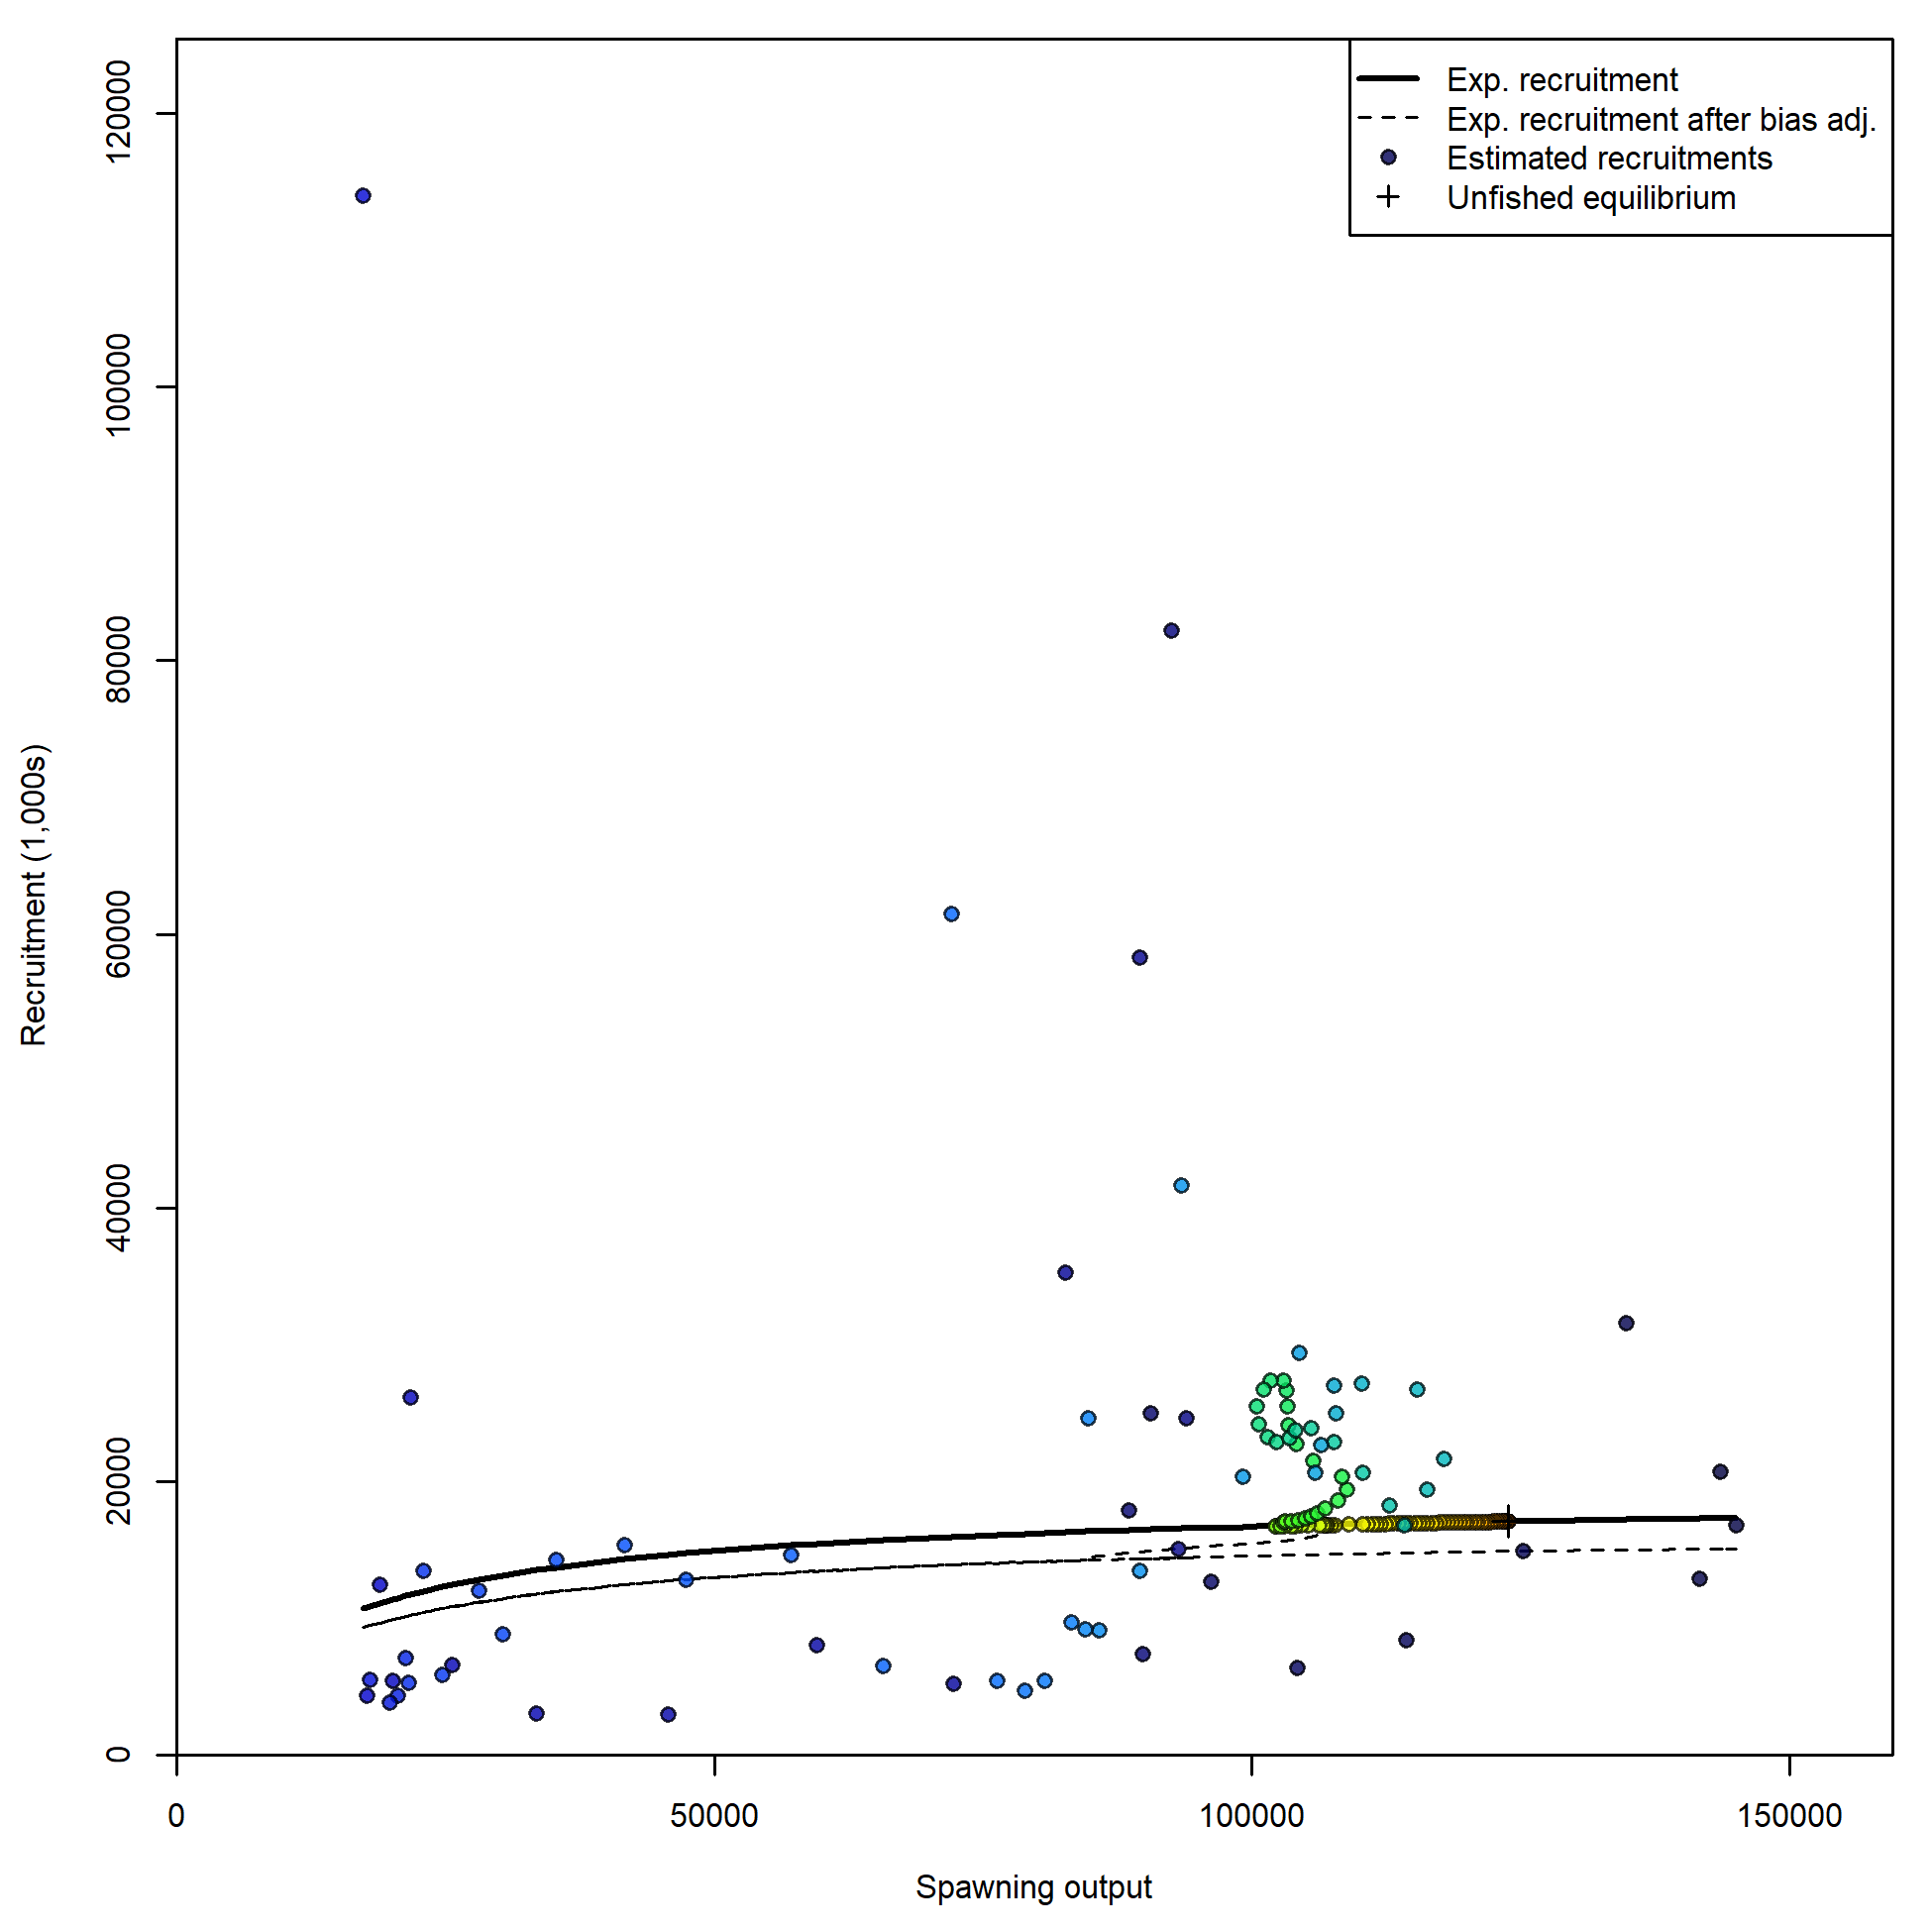 Exp. recruitment
Exp. recruitment after bias adj.
Estimated recruitments
Unfished equilibrium
120000
100000
80000
60000
40000
20000
0
Recruitment (1,000s)
0 50000 100000 150000
Spawning output